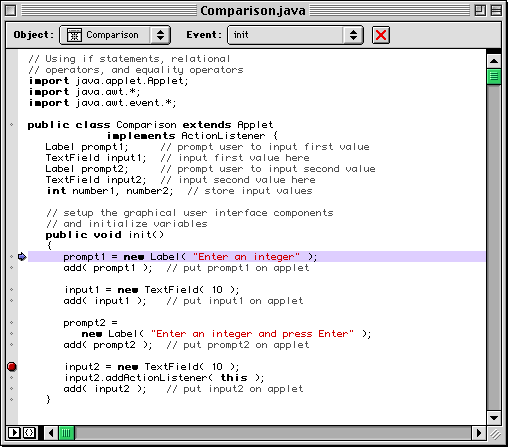 Comparison.java
Object: Comparison Event: init
// Using if statements, relational
// operators, and equality operators
import java.applet.Applet;
import java.awt.*;
import java.awt.event.*;
public class Comparison extends Applet
implements ActionListener {
Label prompt1; // prompt user to input first value
TextField input1; // input first value here
Label prompt2; // prompt user to input second value
TextField input2; // input second value here
int number1, number2; // store input values
// setup the graphical user interface components
// and initialize variables
public void init()
{
prompt1 = new Label( "Enter an integer" );
add( prompt1 ); // put prompt1 on applet
input1 = new TextField( 10 );
add( input1 ); // put input1 on applet
prompt2 =
new Label( "Enter an integer and press Enter" );
add( prompt2 ); // put prompt2 on applet
input2 = new TextField( 10 );
input2.addActionListener( this );
add( input2 ); // put input2 on applet
}